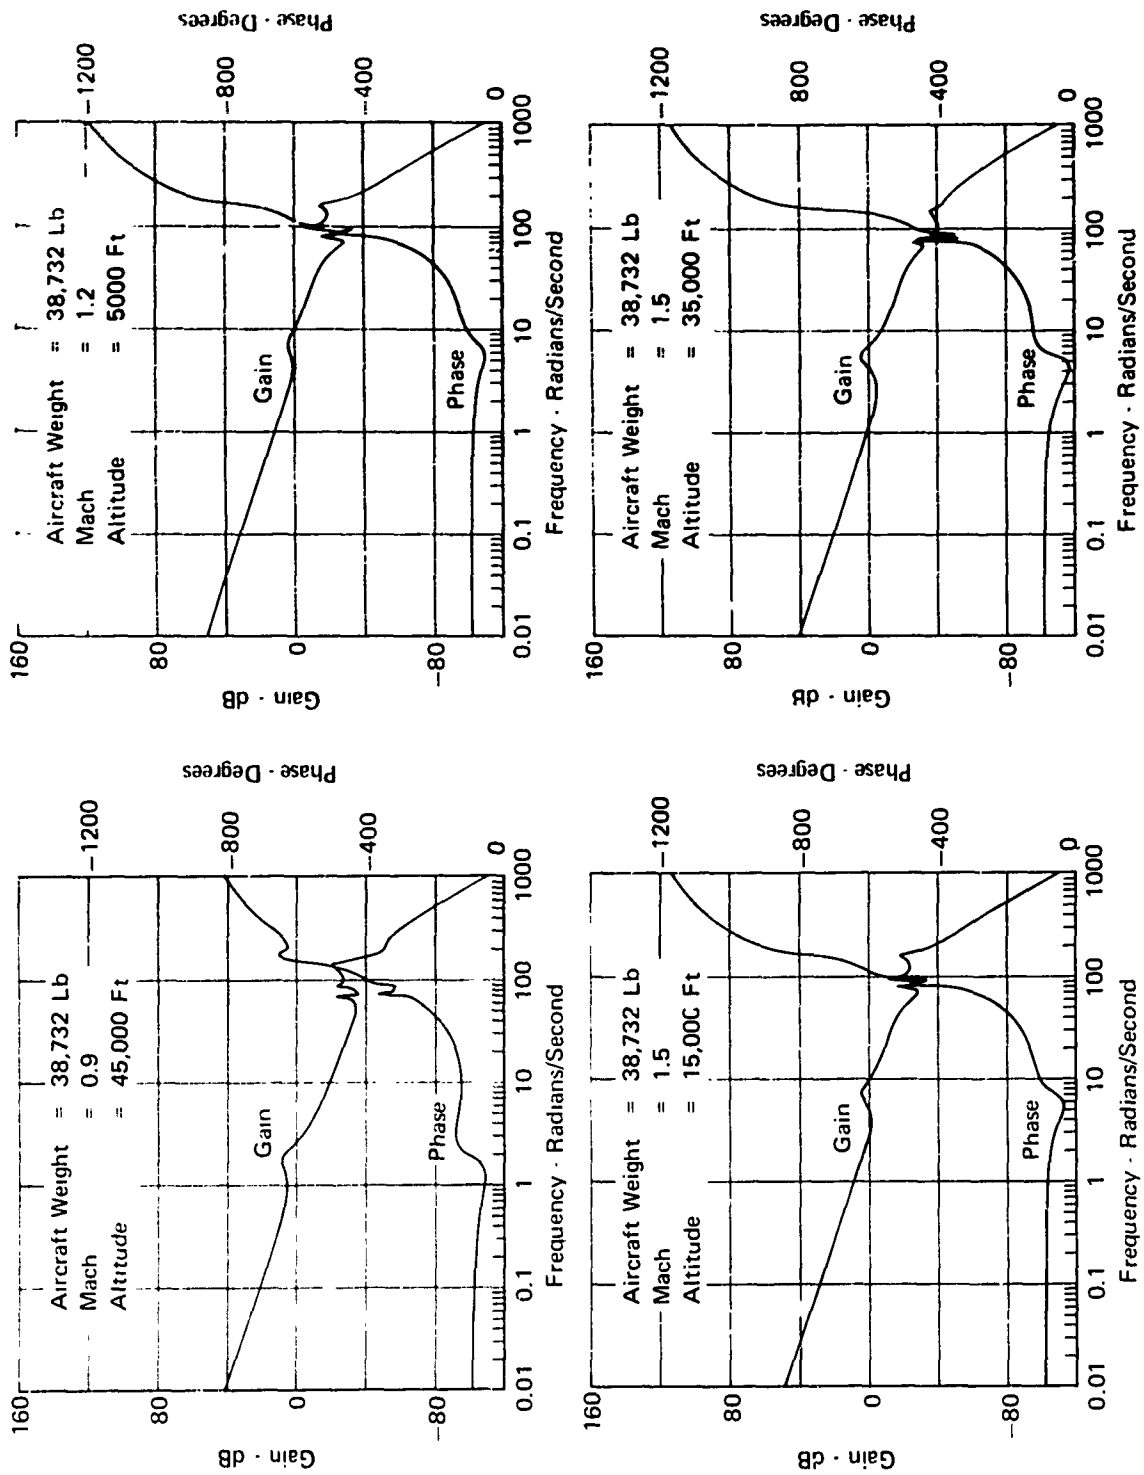 160
80
0
-80
Gain - dB
Aircraft Weight = 38,732 Lb
Mach = 0.9
Altitude = 45,000 Ft
Gain
Phase
-1200
-800
-400
0
Phase - Degrees
0.01 0.1 1 10 100 1000
Frequency - Radians/Second
160
80
0
-80
Gain - dB
Aircraft Weight = 38,732 Lb
Mach = 1.2
Altitude = 5000 Ft
Gain
Phase
-1200
-800
-400
0
Phase - Degrees
0.01 0.1 1 10 100 1000
Frequency - Radians/Second
160
80
0
-80
Gain - dB
Aircraft Weight = 38,732 Lb
Mach = 1.5
Altitude = 15,00C Ft
Gain
Phase
-1200
-800
-400
0
Phase - Degrees
0.01 0.1 1 10 100 1000
Frequency - Radians/Second
160
80
0
-80
Gain - dB
Aircraft Weight = 38,732 Lb
Mach = 1.5
Altitude = 35,000 Ft
Gain
Phase
-1200
-800
-400
0
Phase - Degrees
0.01 0.1 1 10 100 1000
Frequency - Radians/Second